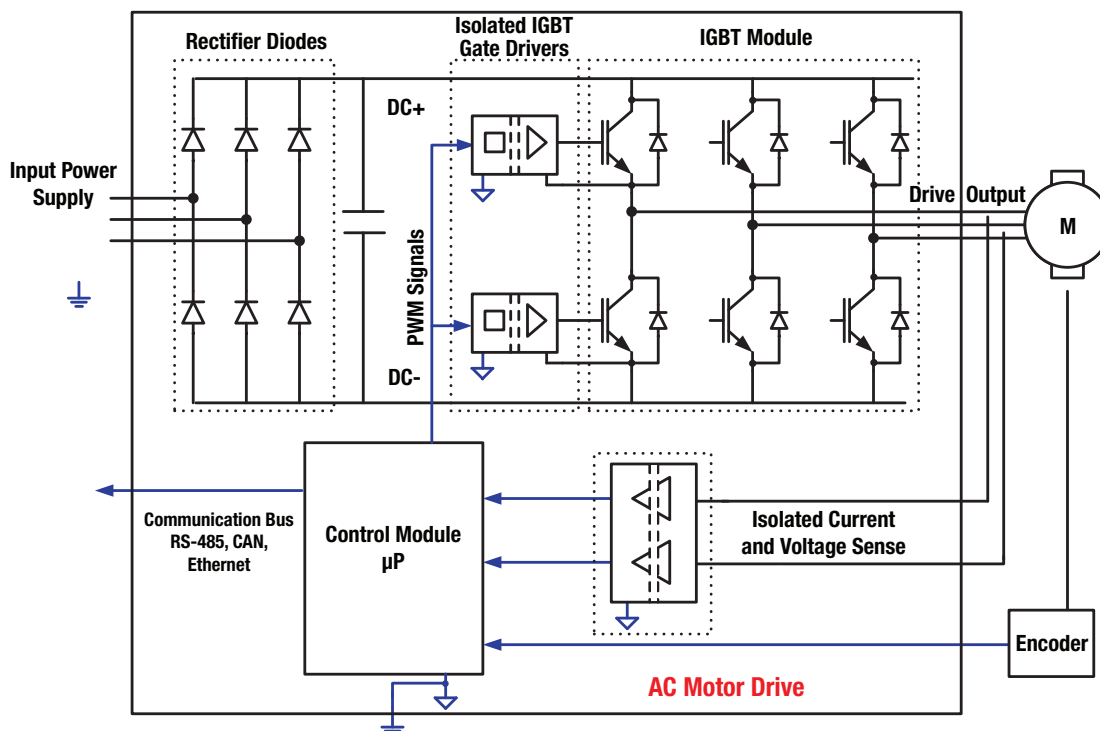 Rectifier Diodes
Isolated IGBT
Gate Drivers
IGBT Module
DC+
Input Power
Supply
Drive Output
M
PWM Signals
DC-
Communication Bus
RS-485, CAN,
Ethernet
Control Module
µP
Isolated Current
and Voltage Sense
Encoder
AC Motor Drive